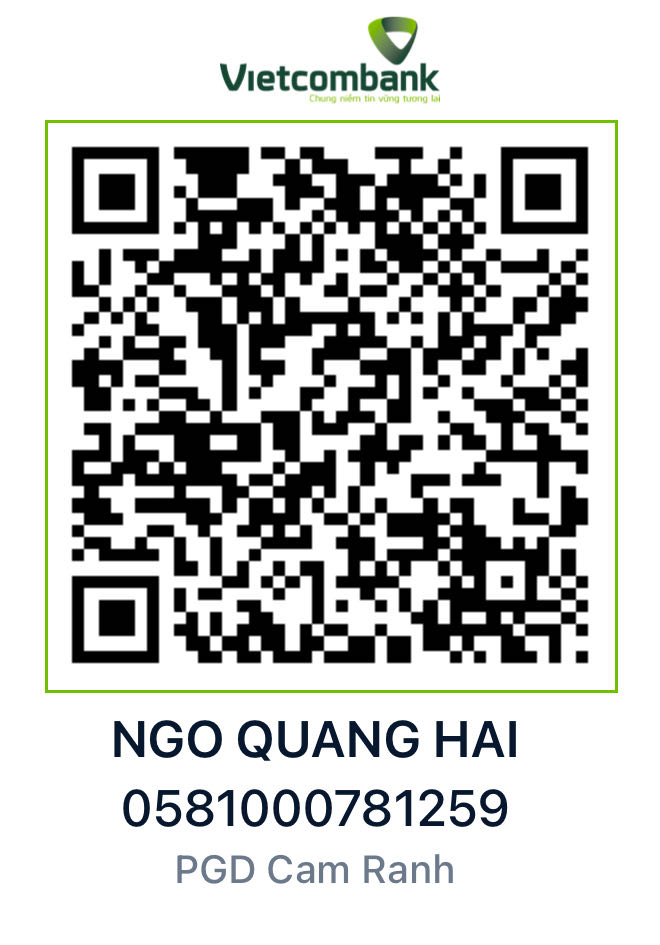 Vietcombank
Chung niềm tin vững tương lai
NGO QUANG HAI
0581000781259
PGD Cam Ranh